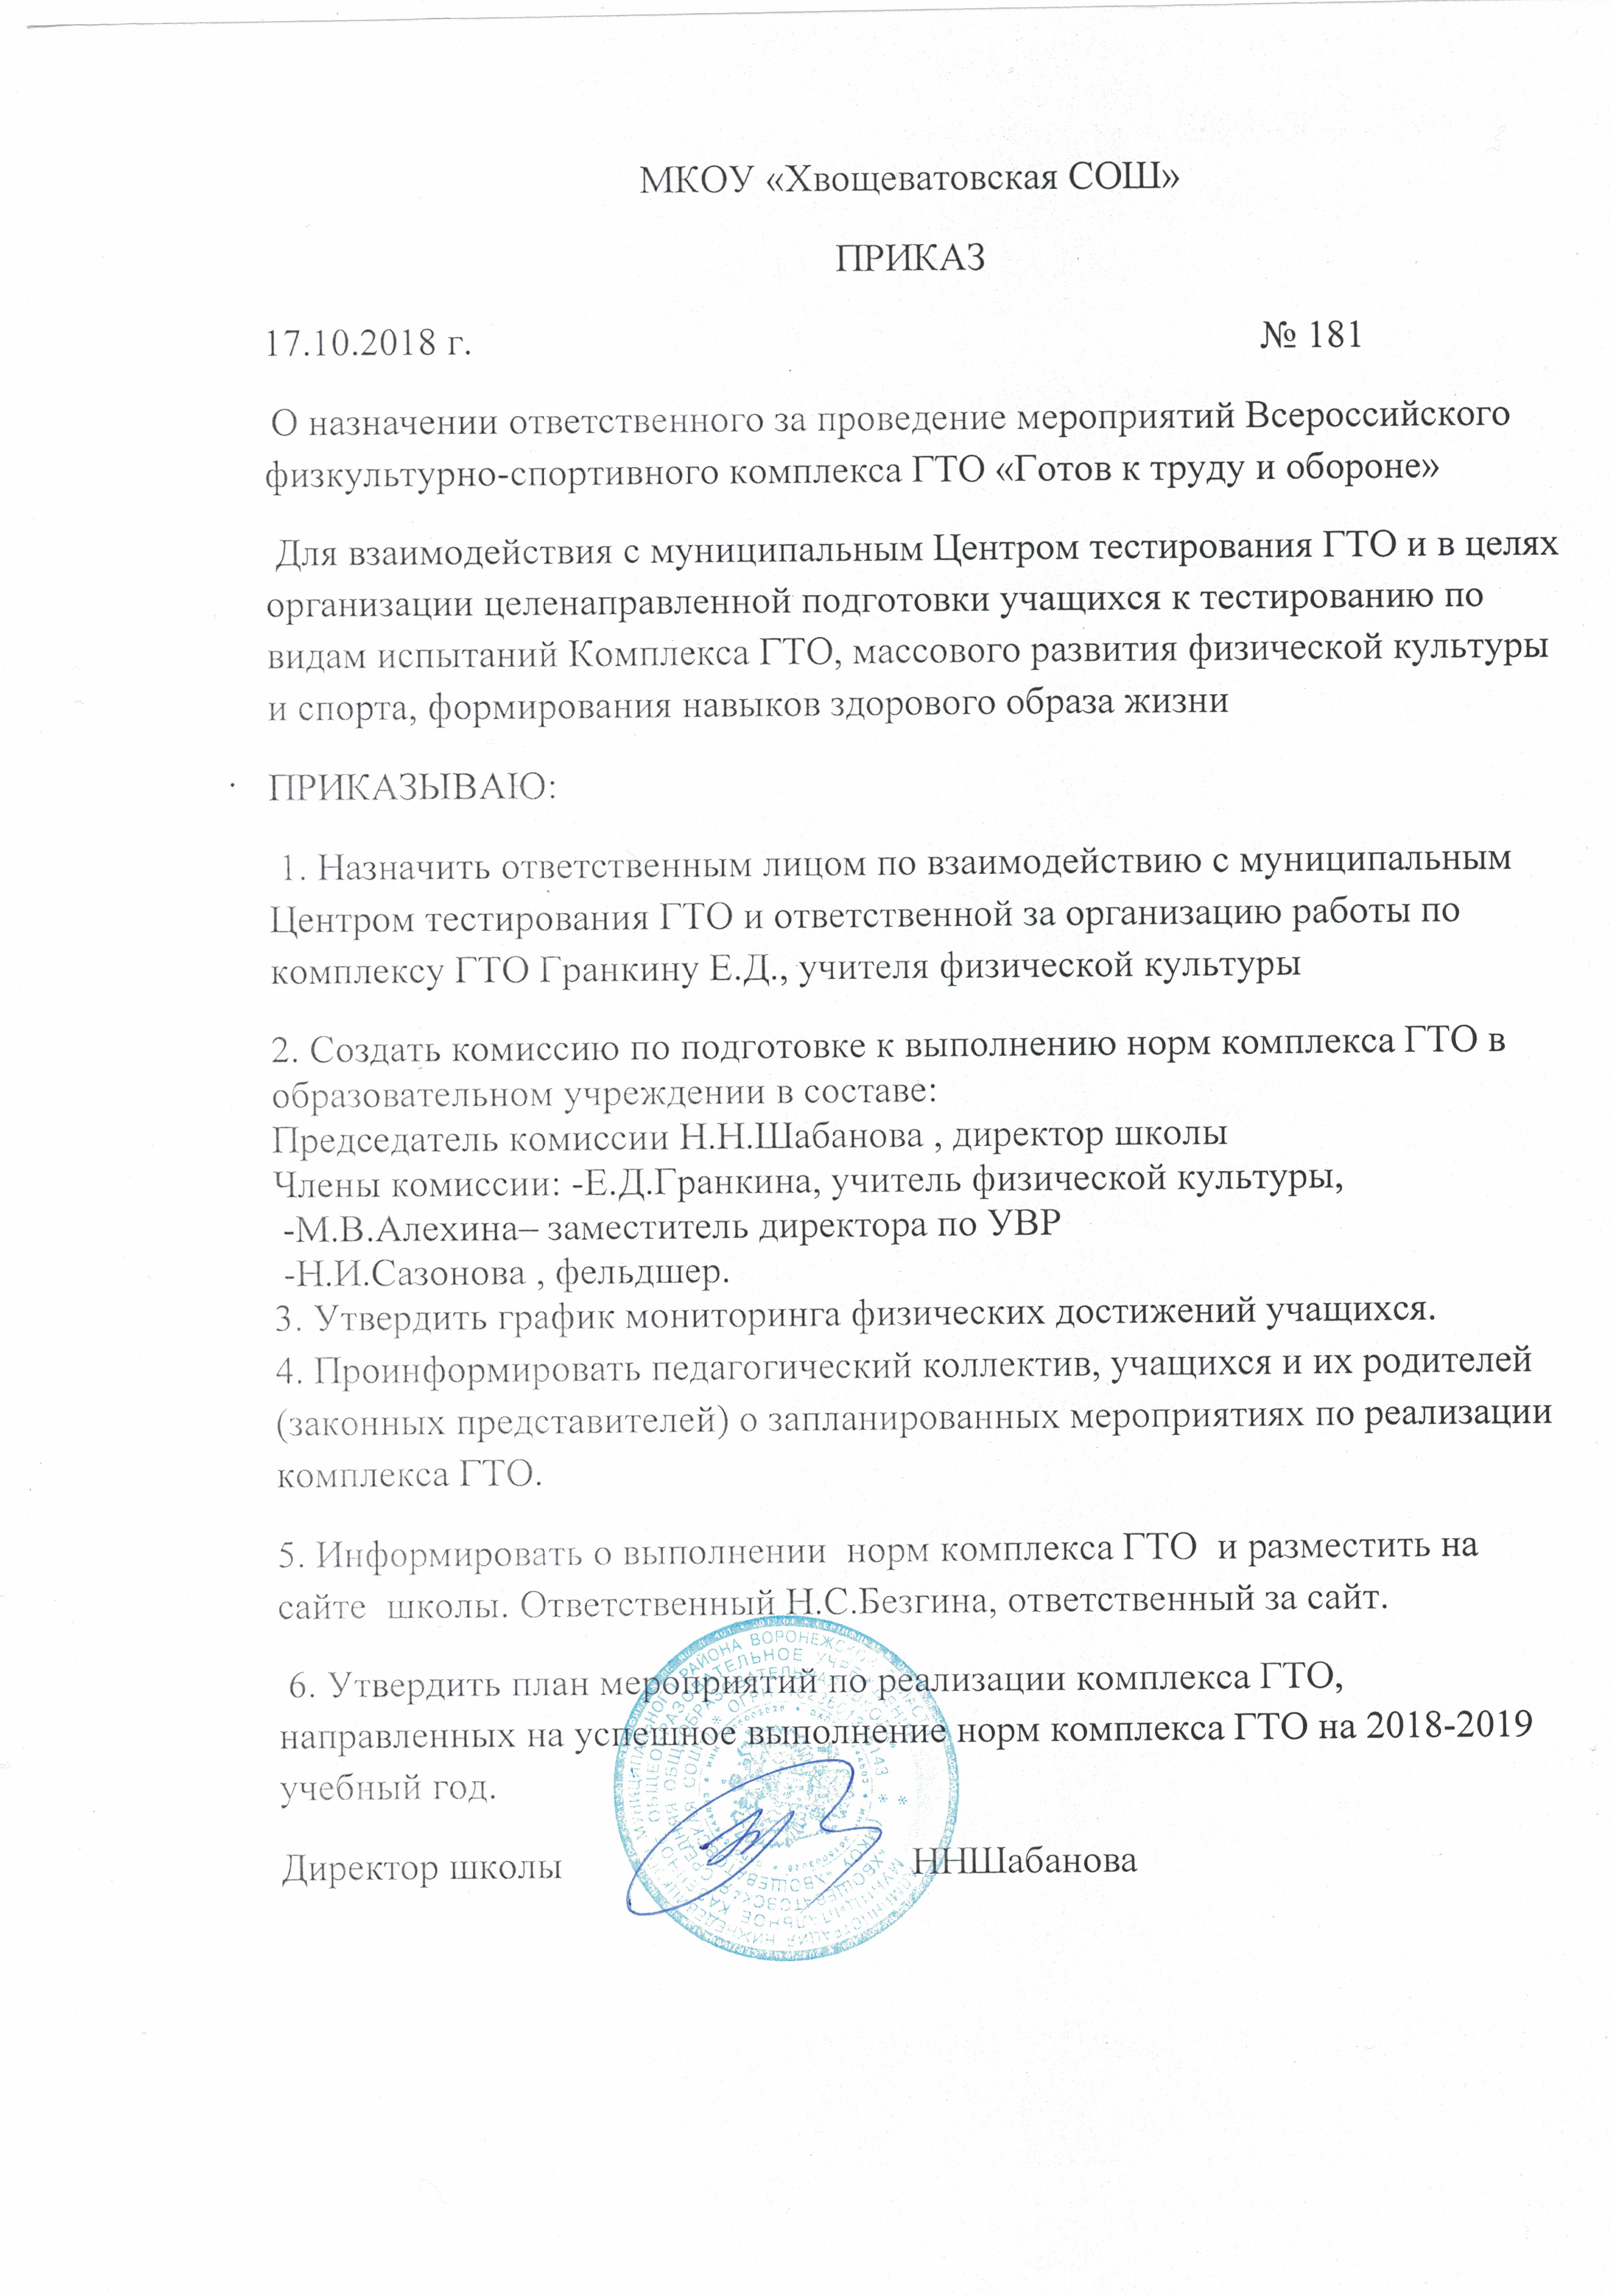 МКОУ «Хвощеватовская СОШ»
ПРИКАЗ
17.10.2018 г. № 181
О назначении ответственного за проведение мероприятий Всероссийского
физкультурно-спортивного комплекса ГТО «Готов к труду и обороне»
Для взаимодействия с муниципальным Центром тестирования ГТО и в целях
организации целенаправленной подготовки учащихся к тестированию по
видам испытаний Комплекса ГТО, массового развития физической культуры
и спорта, формирования навыков здорового образа жизни
ПРИКАЗЫВАЮ:
1. Назначить ответственным лицом по взаимодействию с муниципальным
Центром тестирования ГТО и ответственной за организацию работы по
комплексу ГТО Гранкину Е.Д., учителя физической культуры
2. Создать комиссию по подготовке к выполнению норм комплекса ГТО в
образовательном учреждении в составе:
Председатель комиссии Н.Н.Шабанова , директор школы
Члены комиссии: -Е.Д.Гранкина, учитель физической культуры,
-М.В.Алехина– заместитель директора по УВР
-Н.И.Сазонова , фельдшер.
3. Утвердить график мониторинга физических достижений учащихся.
4. Проинформировать педагогический коллектив, учащихся и их родителей
(законных представителей) о запланированных мероприятиях по реализации
комплекса ГТО.
5. Информировать о выполнении  норм комплекса ГТО  и разместить на
сайте  школы. Ответственный Н.С.Безгина, ответственный за сайт.
6. Утвердить план мероприятий по реализации комплекса ГТО,
направленных на успешное выполнение норм комплекса ГТО на 2018-2019
учебный год.
Директор школы ННШабанова